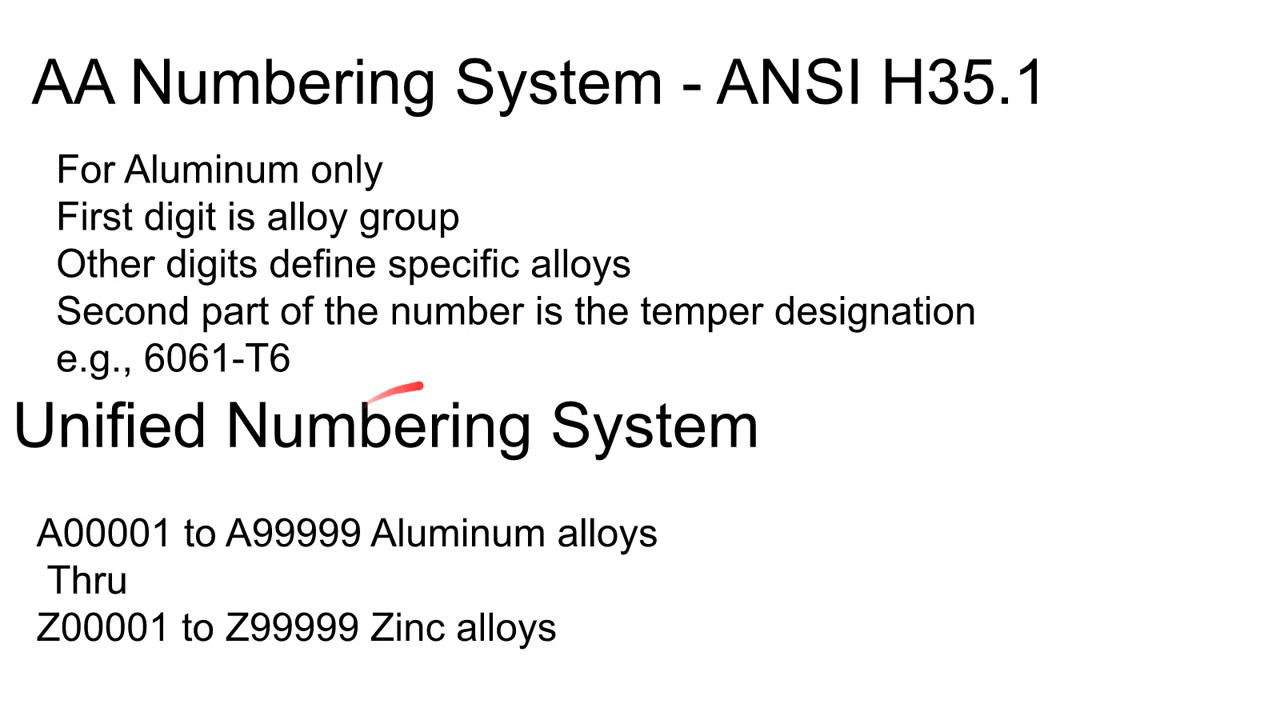 AA Numbering System - ANSI H35.1
For Aluminum only
First digit is alloy group
Other digits define specific alloys
Second part of the number is the temper designation
e.g., 6061-T6
Unified Numbering System
A00001 to A99999 Aluminum alloys
Thru
Z00001 to Z99999 Zinc alloys